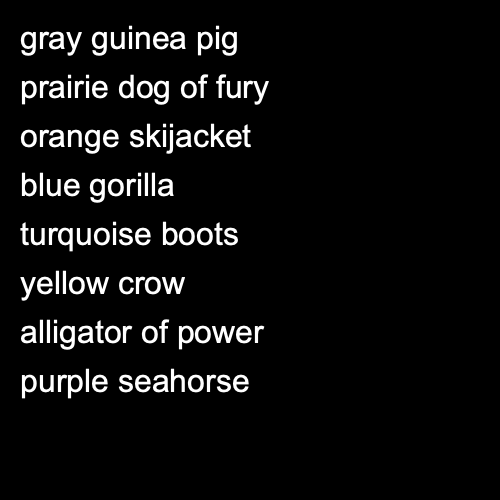 gray guinea pig
prairie dog of fury
orange skijacket
blue gorilla
turquoise boots
yellow crow
alligator of power
purple seahorse